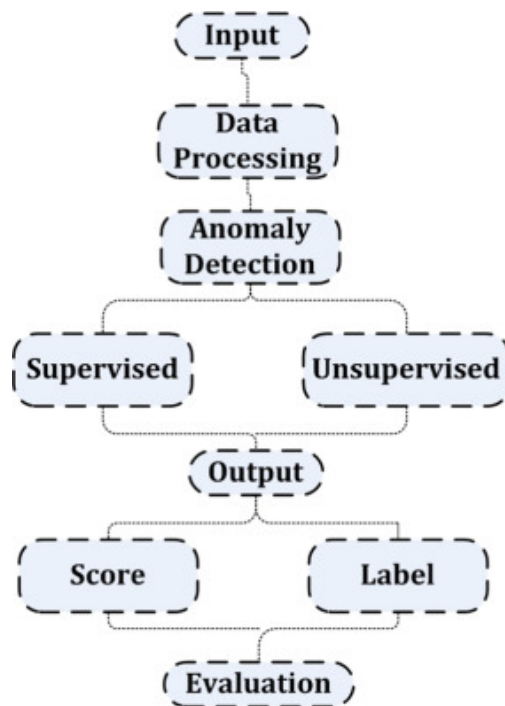 Input
Data
Processing
Anomaly
Detection
Supervised
Unsupervised
Output
Score
Label
Evaluation